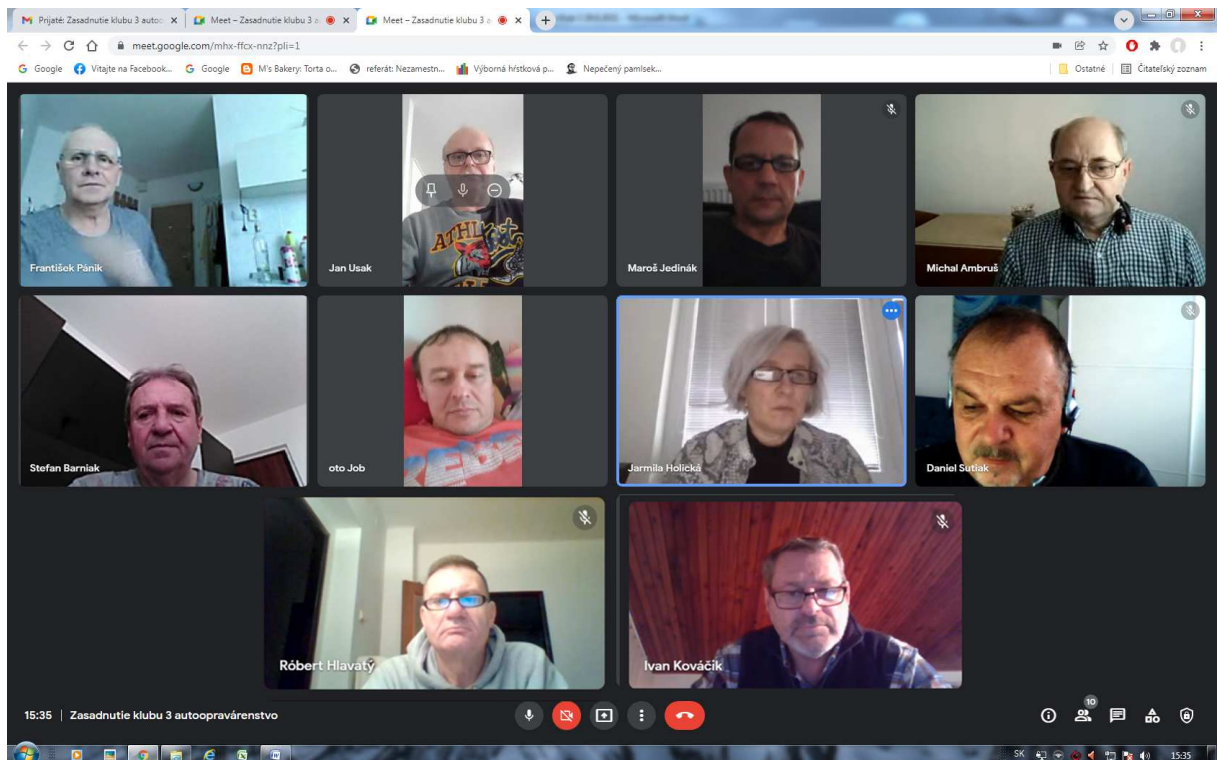 Prijaté: Zasadnutie klubu 3 autoo
Meet – Zasadnutie klubu 3 a
Meet – Zasadnutie klubu 3 a
meet.google.com/mhx-ffcx-nnz?pli=1
Google
Vitajte na Facebook...
Google
M's Bakery: Torta o...
referát: Nezamestn...
Výborná hŕstková p...
Nepečený pamlsek...
Ostatné
Čitateľský zoznam
ATHL
František Pánik
Jan Usak
Maroš Jedinák
Michal Ambruš
Stefan Barniak
oto Job
Jarmila Holická
Daniel Sutiak
Róbert Hlavatý
Ivan Kováčik
15:35 | Zasadnutie klubu 3 autoopravárenstvo
10
SK
15:35